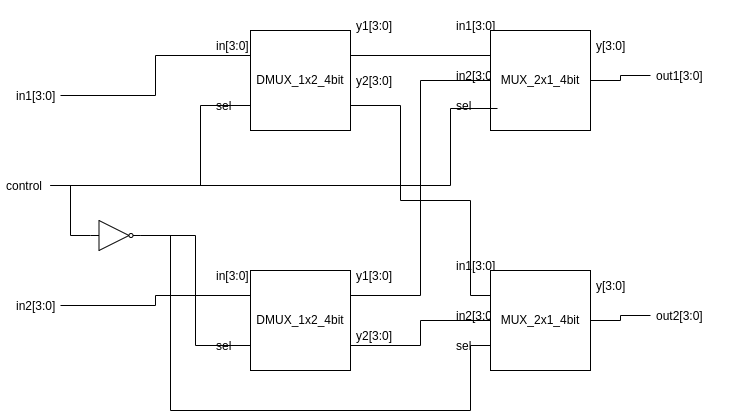 y1[3:0]
in1[3:0]
in[3:0]
y[3:0]
DMUX_1x2_4bit
y2[3:0]
in2[3:0
MUX_2x1_4bit
out1[3:0]
in1[3:0]
sel
sel
control
in1[3:0]
in[3:0]
y1[3:0]
y[3:0]
in2[3:0]
DMUX_1x2_4bit
in2[3:0
MUX_2x1_4bit
out2[3:0]
y2[3:0]
sel
sel